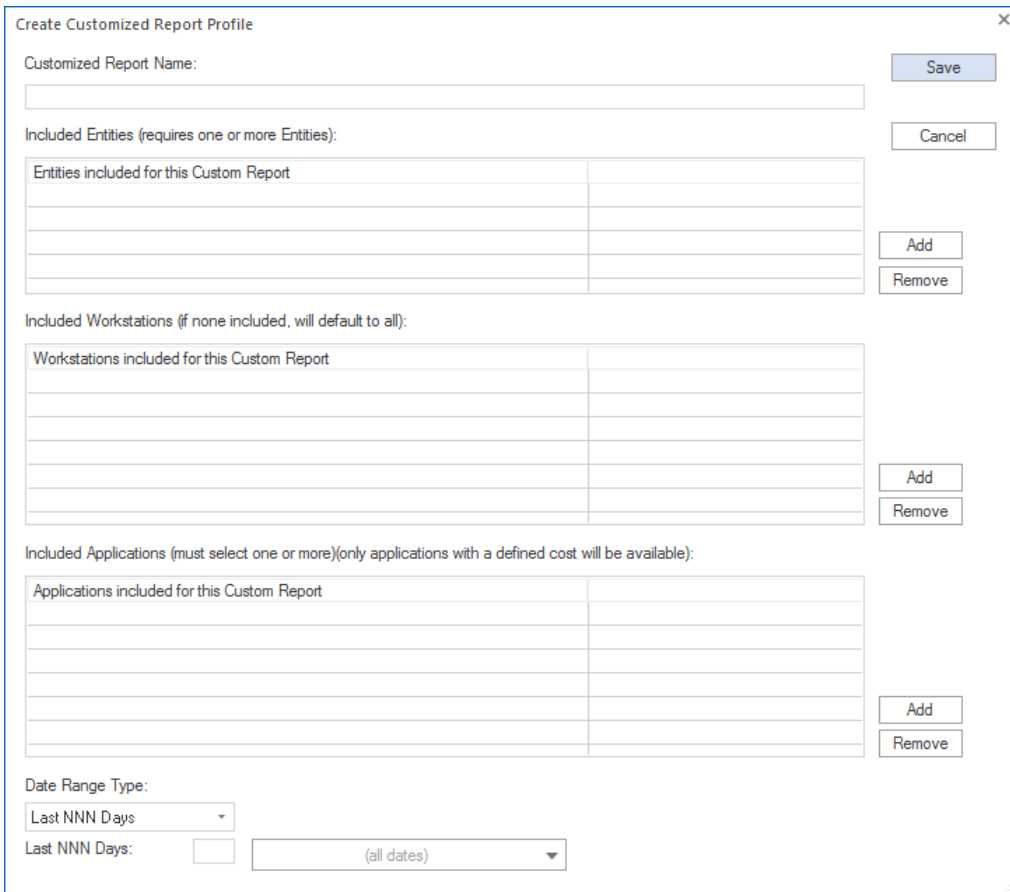 Create Customized Report Profile
Customized Report Name:
Save
Included Entities (requires one or more Entities):
Cancel
Entities included for this Custom Report
Add
Remove
Included Workstations (if none included, will default to all):
Workstations included for this Custom Report
Add
Remove
Included Applications (must select one or more)(only applications with a defined cost will be available):
Applications included for this Custom Report
Add
Remove
Date Range Type:
Last NNN Days
Last NNN Days:
(all dates)